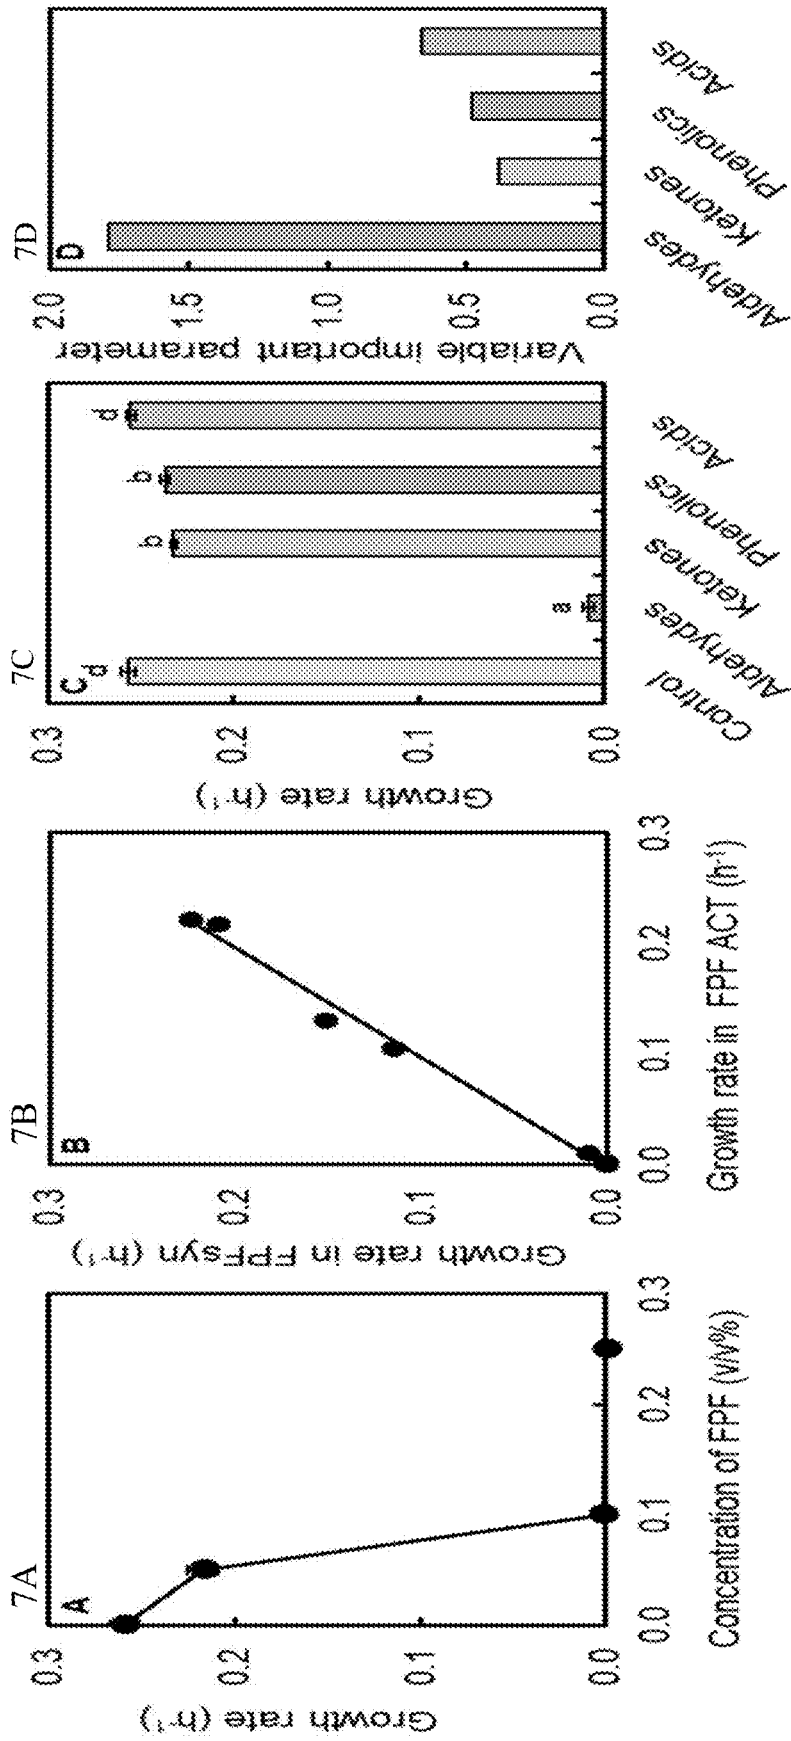 7A
A
0.3
0.2
0.1
0.0
Growth rate (h⁻¹)
0.0
0.1
0.2
0.3
Concentration of FPF (v/v%)
7B
B
0.3
0.2
0.1
0.0
Growth rate in FPFsyn (h⁻¹)
0.0
0.1
0.2
0.3
Growth rate in FPF ACT (h⁻¹)
7C
C
0.3
0.2
0.1
0.0
Growth rate (h⁻¹)
d
a
b
b
d
Control
Aldehydes
Ketones
Phenolics
Acids
7D
D
2.0
1.5
1.0
0.5
0.0
Variable important parameter
Aldehydes
Ketones
Phenolics
Acids